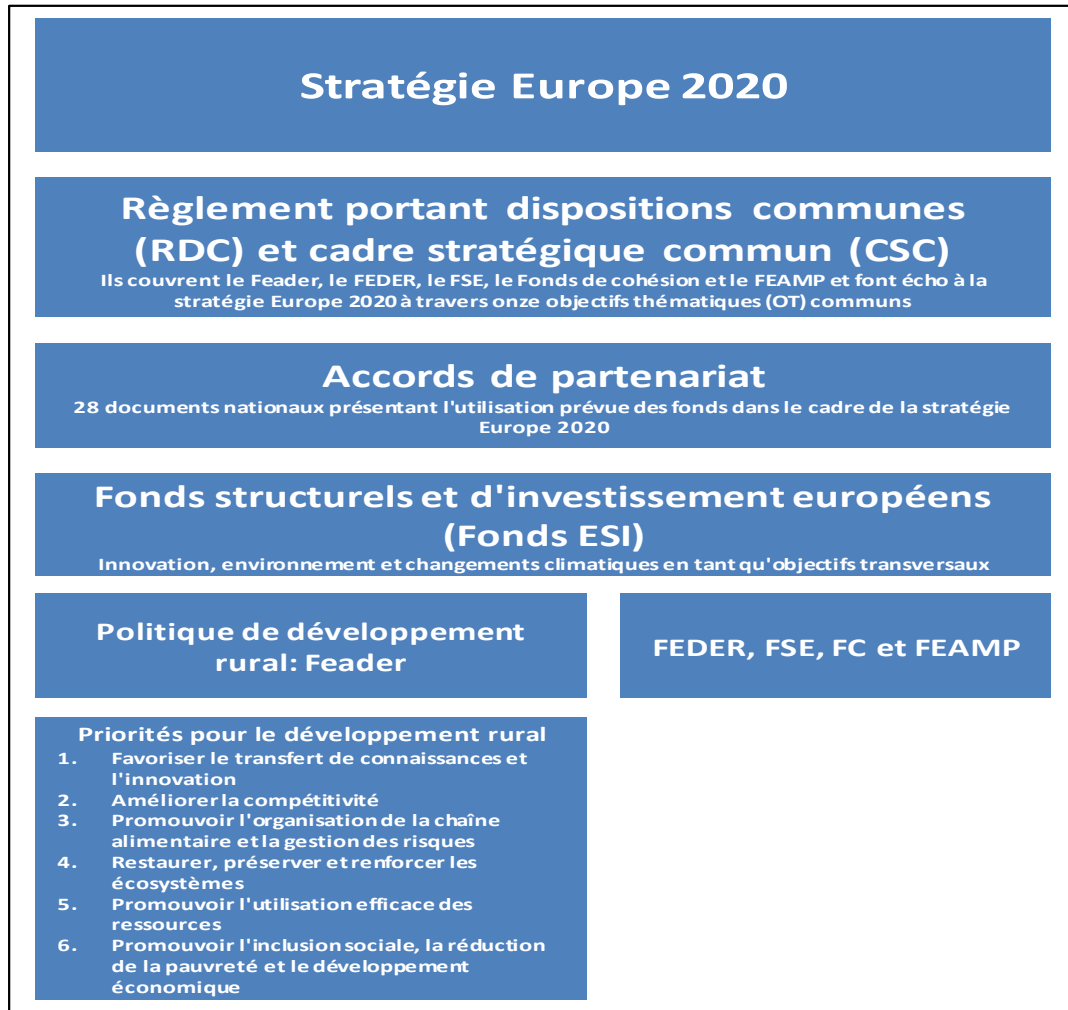 Stratégie Europe 2020
Règlement portant dispositions communes
(RDC) et cadre stratégique commun (CSC)
Ils couvrent le Feader, le FEDER, le FSE, le Fonds de cohésion et le FEAMP et font écho à la
stratégie Europe 2020 à travers onze objectifs thématiques (OT) communs
Accords de partenariat
28 documents nationaux présentant l'utilisation prévue des fonds dans le cadre de la stratégie
Europe 2020
Fonds structurels et d'investissement européens
(Fonds ESI)
Innovation, environnement et changements climatiques en tant qu'objectifs transversaux
Politique de développement
rural: Feader
FEDER, FSE, FC et FEAMP
Priorités pour le développement rural
1. Favoriser le transfert de connaissances et
l'innovation
2. Améliorer la compétitivité
3. Promouvoir l'organisation de la chaîne
alimentaire et la gestion des risques
4. Restaurer, préserver et renforcer les
écosystèmes
5. Promouvoir l'utilisation efficace des
ressources
6. Promouvoir l'inclusion sociale, la réduction
de la pauvreté et le développement
économique